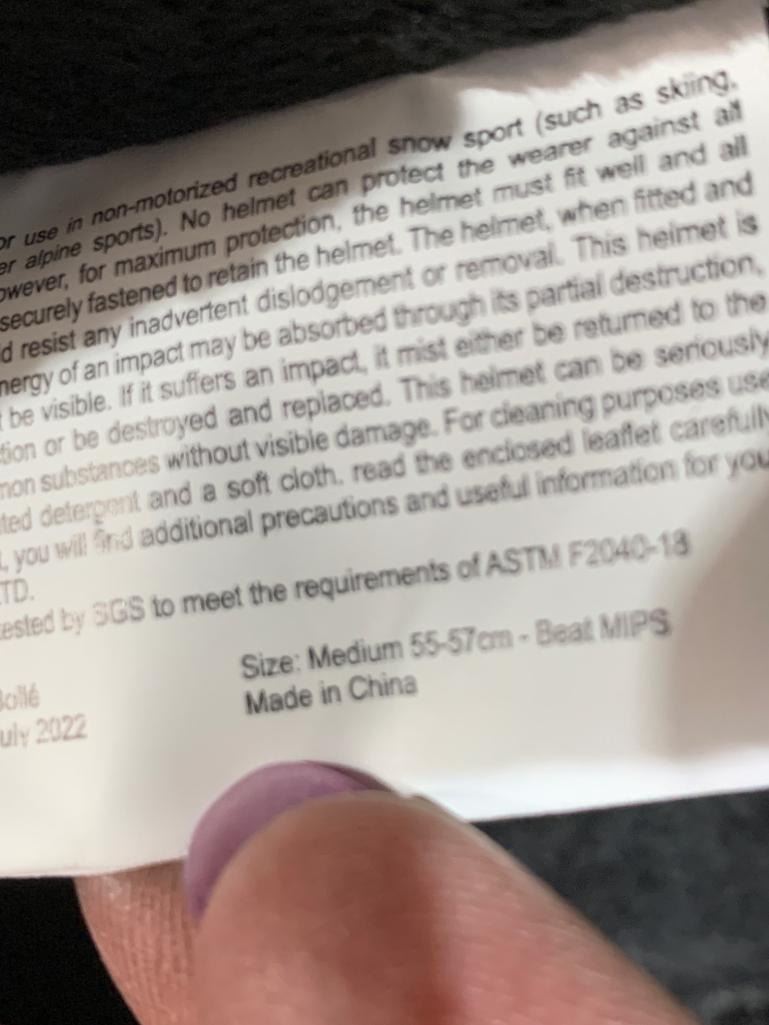 or use in non-motorized recreational snow sport (such as skiing,
er alpine sports). No helmet can protect the wearer against all
owever, for maximum protection, the helmet must fit well and all
securely fastened to retain the helmet. The helmet, when fitted and
d resist any inadvertent dislodgement or removal. This helmet is
nergy of an impact may be absorbed through its partial destruction,
t be visible. If it suffers an impact, it mist either be returned to the
tion or be destroyed and replaced. This helmet can be seriously
mon substances without visible damage. For cleaning purposes use
ted detergent and a soft cloth. read the enclosed leaflet carefully
, you will find additional precautions and useful information for you
TD.
ested by SGS to meet the requirements of ASTM F2040-18
Size: Medium 55-57cm - Beat MIPS
Made in China
Bollé
uly 2022